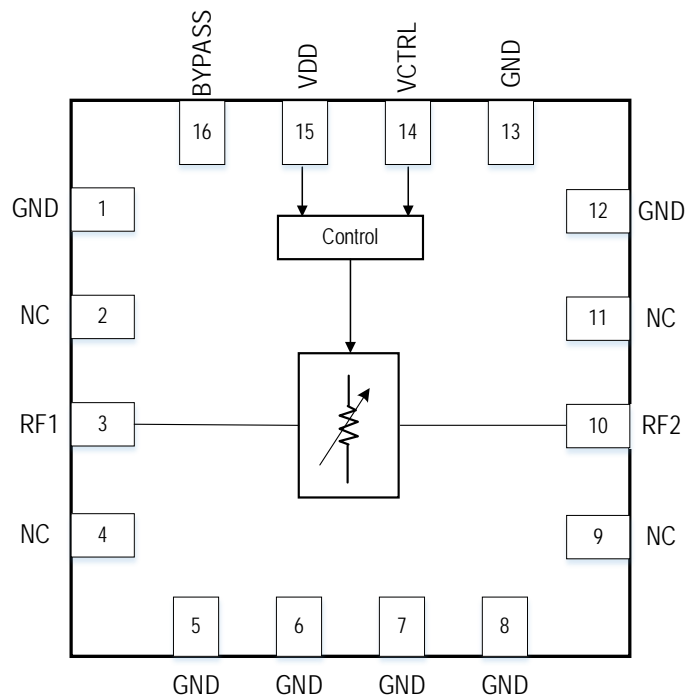 BYPASS
VDD
VCTRL
GND
16
15
14
13
GND
1
12
GND
Control
NC
2
11
NC
RF1
3
10
RF2
NC
4
9
NC
5
6
7
8
GND
GND
GND
GND